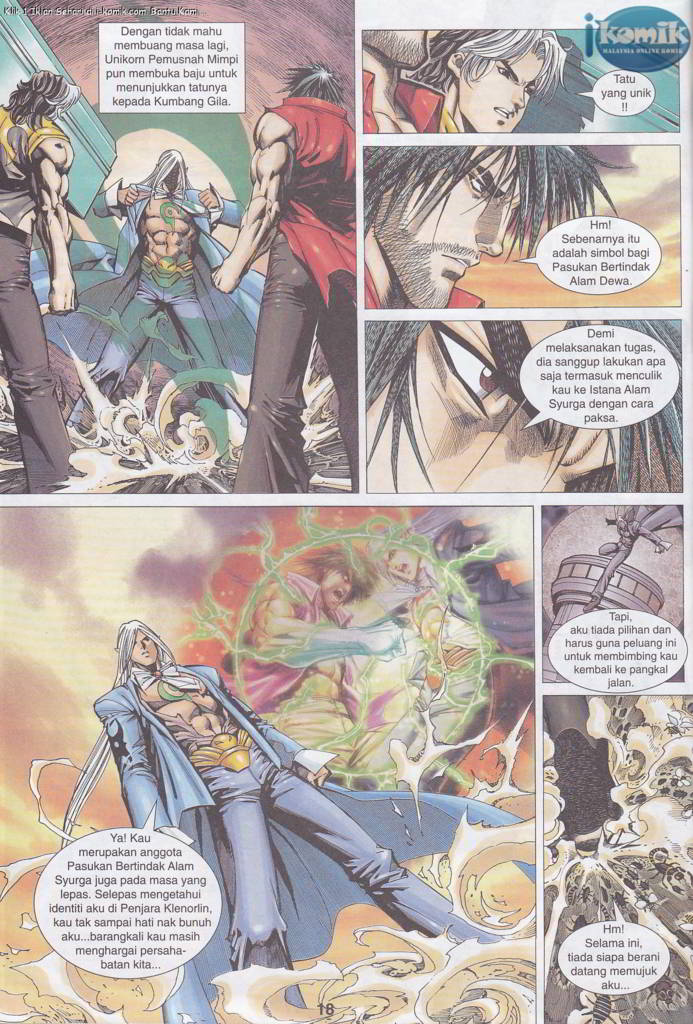 Klik 1 Iklan Seharidi i-komik.com BantuKami ...
Dengan tidak mahu
membuang masa lagi,
Unikorn Pemusnah Mimpi
pun membuka baju untuk
menunjukkan tatunya
kepada Kumbang Gila.
ikomik
MALAYSIA ONLINE KOMIK
Tatu
yang unik
!!
Hm!
Sebenarnya itu
adalah simbol bagi
Pasukan Bertindak
Alam Dewa.
Demi
melaksanakan tugas,
dia sanggup lakukan apa
saja termasuk menculik
kau ke Istana Alam
Syurga dengan cara
paksa.
Ya! Kau
merupakan anggota
Pasukan Bertindak Alam
Syurga juga pada masa yang
lepas. Selepas mengetahui
identiti aku di Penjara Klenorlin,
kau tak sampai hati nak bunuh
aku...barangkali kau masih
menghargai persaha-
batan kita...
Tapi,
aku tiada pilihan dan
harus guna peluang ini
untuk membimbing kau
kembali ke pangkal
jalan.
Hm!
Selama ini,
tiada siapa berani
datang memujuk
aku...
18